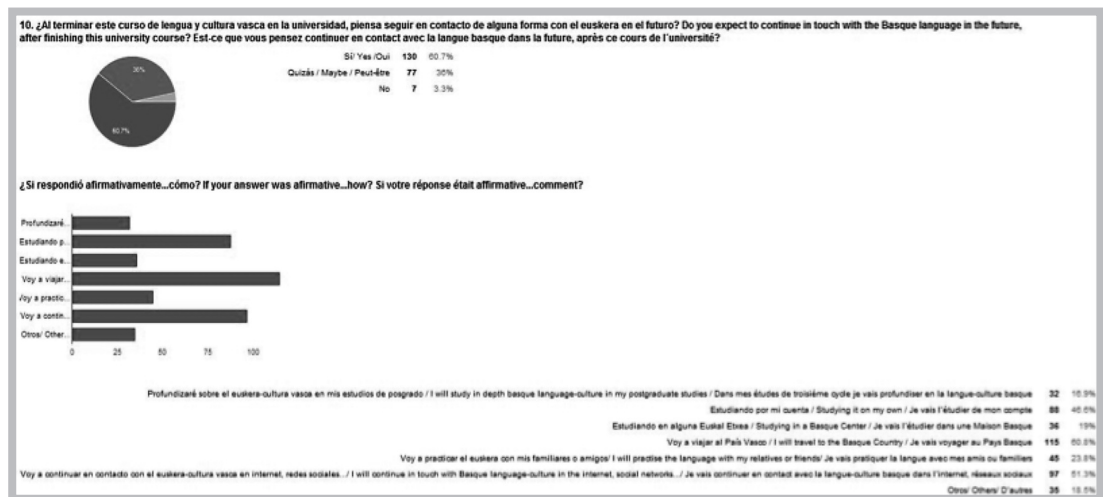 10. ¿Al terminar este curso de lengua y cultura vasca en la universidad, piensa seguir en contacto de alguna forma con el euskera en el futuro? Do you expect to continue in touch with the Basque language in the future,
after finishing this university course? Est-ce que vous pensez continuer en contact avec la langue basque dans la future, après ce cours de l'université?
Sí/ Yes /Oui 130 60.7%
Quizás / Maybe / Peut-être 77 36%
No 7 3.3%
36%
60.7%
¿Si respondió afirmativamente...cómo? If your answer was afirmative...how? Si votre réponse était affirmative...comment?
Profundizaré...
Estudiando p...
Estudiando e...
Voy a viajar...
Voy a practic...
Voy a contin...
Otros/ Other...
0 25 50 75 100
Profundizaré sobre el euskera-cultura vasca en mis estudios de posgrado / I will study in depth basque language-culture in my postgraduate studies / Dans mes études de troisième cycle je vais profundiser en la langue-culture basque 32 16.9%
Estudiando por mi cuenta / Studying it on my own / Je vais l'étudier de mon compte 88 46.6%
Estudiando en alguna Euskal Etxea / Studying in a Basque Center / Je vais l'étudier dans une Maison Basque 36 19%
Voy a viajar al País Vasco / I will travel to the Basque Country / Je vais voyager au Pays Basque 115 60.8%
Voy a practicar el euskera con mis familiares o amigos/ I will practise the language with my relatives or friends/ Je vais pratiquer la langue avec mes amis ou familiers 45 23.8%
Voy a continuar en contacto con el euskera-cultura vasca en internet, redes sociales.../ I will continue in touch with Basque language-culture in the internet, social networks.../ Je vais continuer en contact avec la langue-culture basque dans l'internet, réseaux sociaux 97 51.3%
Otros/ Others/ D'autres 35 18.5%